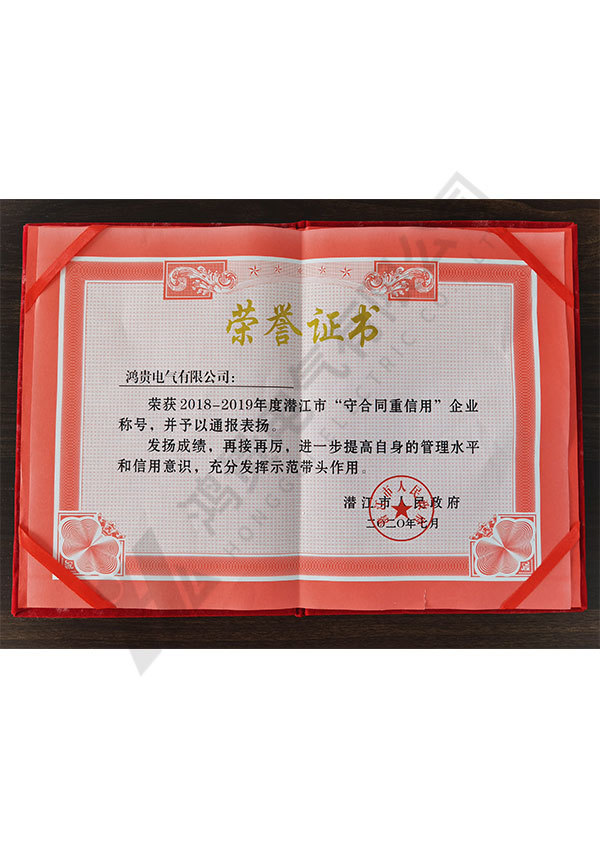 荣誉证书
鸿贵电气有限公司：
荣获2018-2019年度潜江市“守合同重信用”企业
称号，并予以通报表扬。
发扬成绩，再接再厉，进一步提高自身的管理水平
和信用意识，充分发挥示范带头作用。
潜江市人民政府
二〇二〇年七月